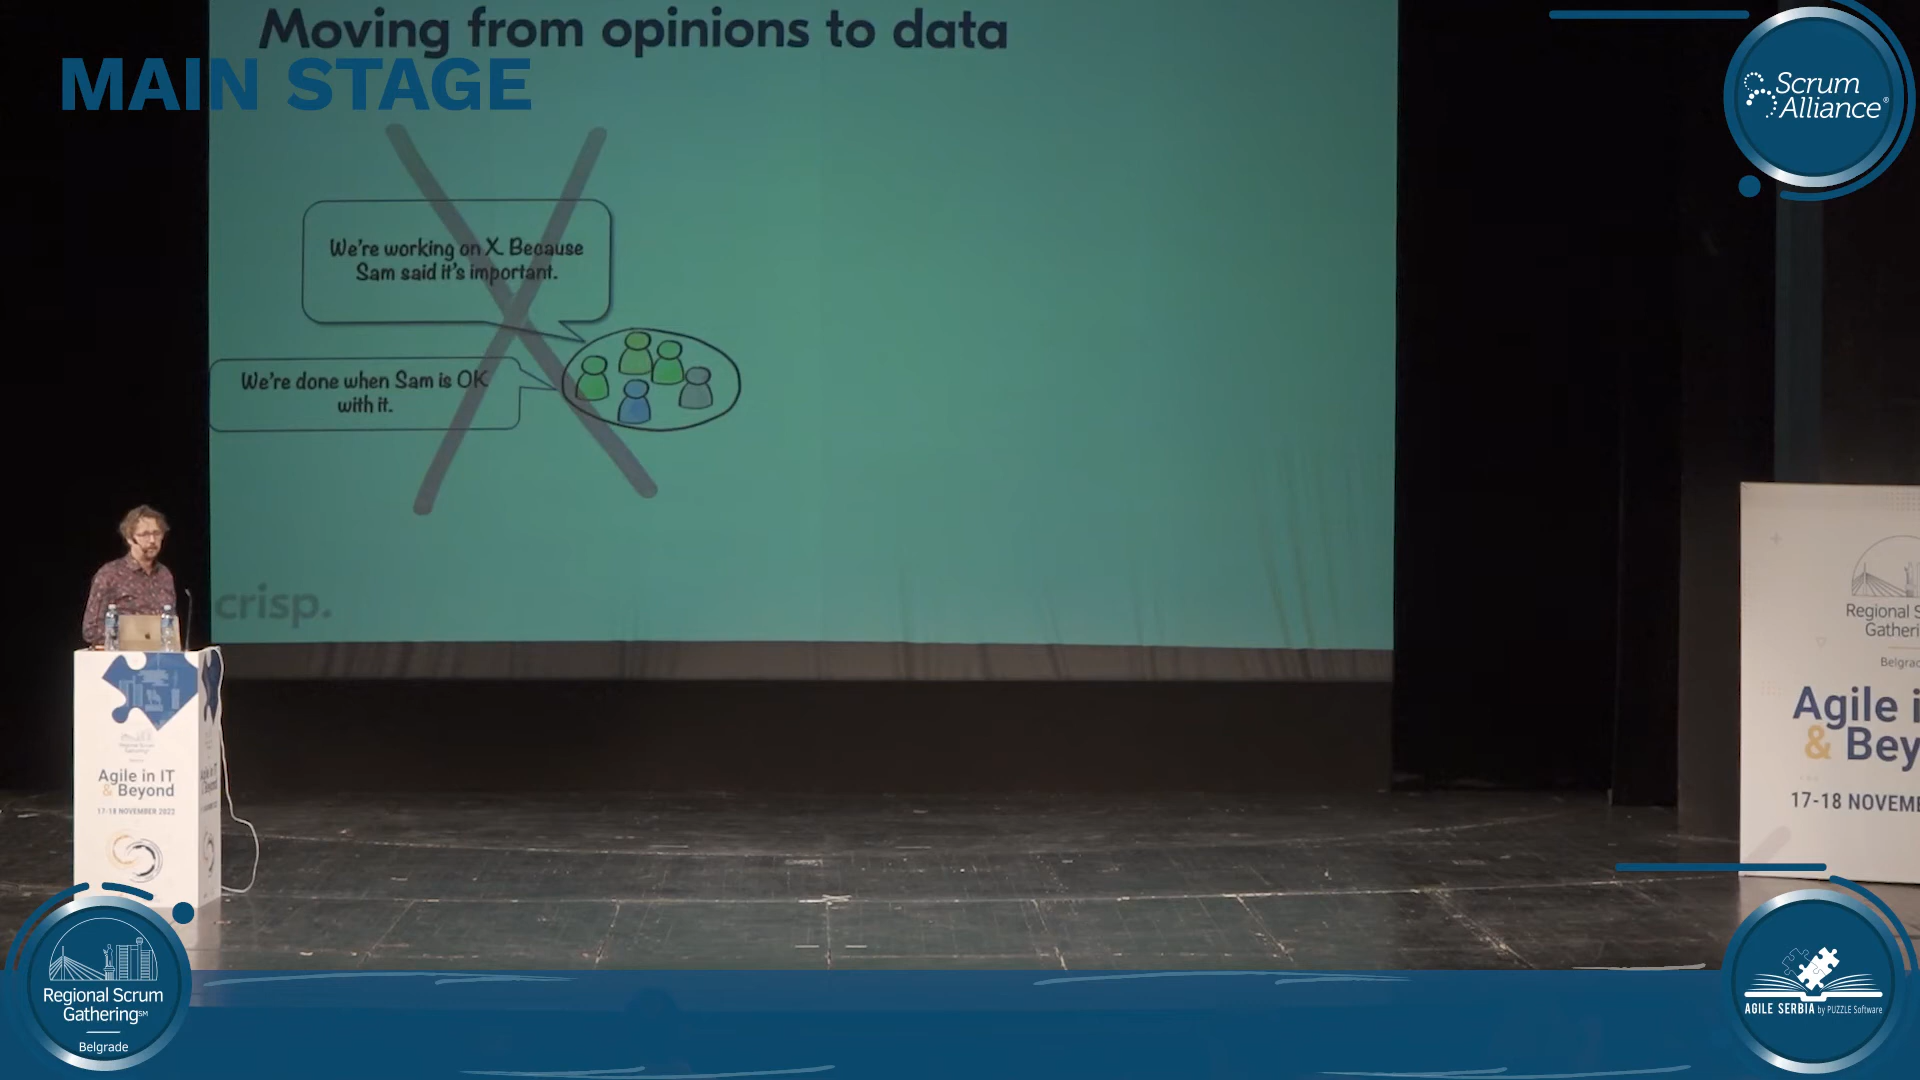 Moving from opinions to data
MAIN STAGE
Scrum
Alliance®
We're working on X. Because
Sam said it's important.
We're done when Sam is OK
with it.
crisp.
Regional
Gatheri
Belgrad
Agile i
& Bey
17-18 NOVEM
Agile in IT
& Beyond
17-18 NOVEMBER 2022
Regional Scrum
Gathering℠
Belgrade
AGILE SERBIA by PUZZLE Software